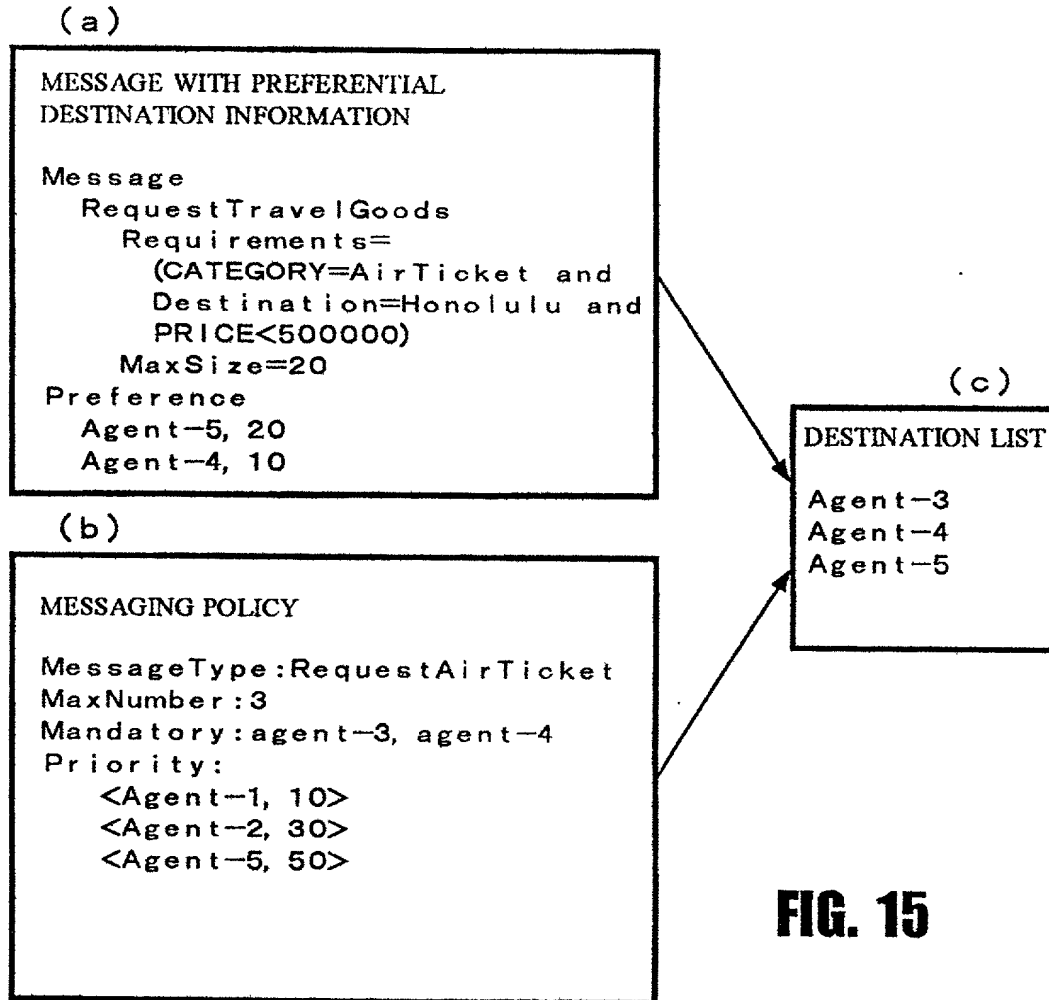 (a)
MESSAGE WITH PREFERENTIAL
DESTINATION INFORMATION
Message
RequestTravelGoods
Requirements=
(CATEGORY=AirTicket and
Destination=Honolulu and
PRICE<500000)
MaxSize=20
Preference
Agent-5, 20
Agent-4, 10
(b)
MESSAGING POLICY
MessageType:RequestAirTicket
MaxNumber:3
Mandatory:agent-3, agent-4
Priority:
<Agent-1, 10>
<Agent-2, 30>
<Agent-5, 50>
(c)
DESTINATION LIST
Agent-3
Agent-4
Agent-5
FIG. 15